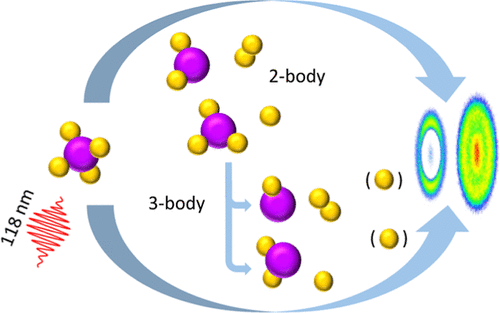 2-body
3-body
118 nm
( )
( )